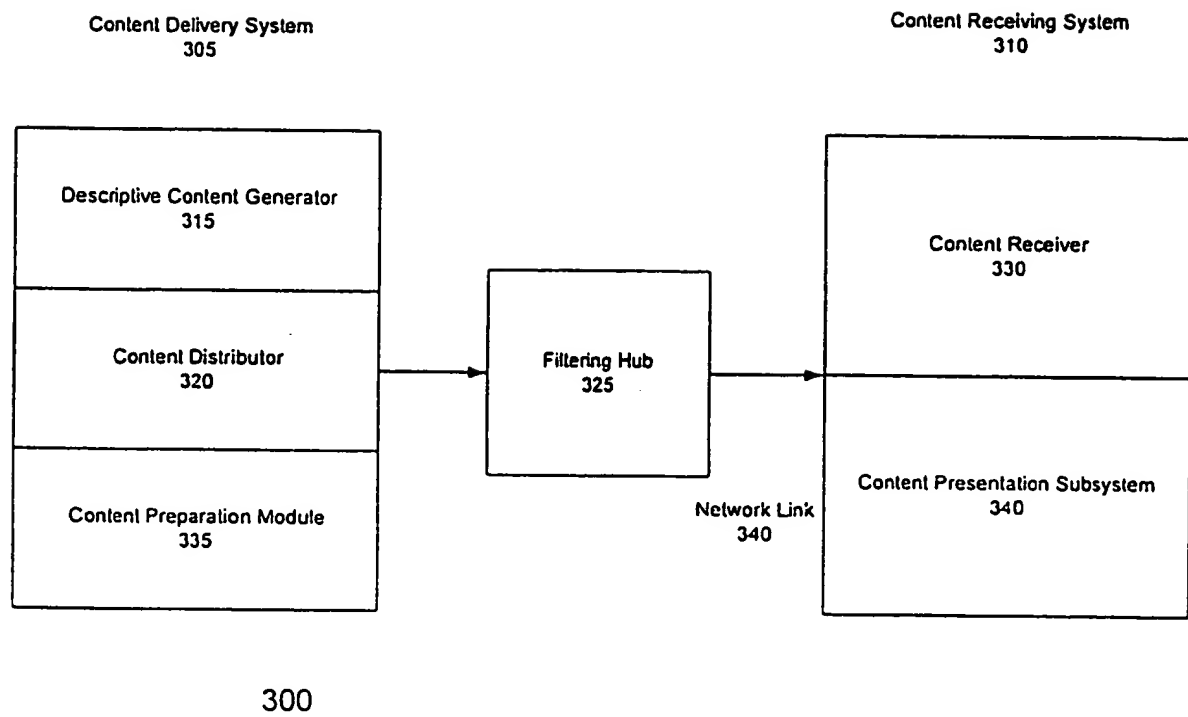 Content Delivery System
305
Content Receiving System
310
Descriptive Content Generator
315
Content Distributor
320
Content Preparation Module
335
Filtering Hub
325
Network Link
340
Content Receiver
330
Content Presentation Subsystem
340
300